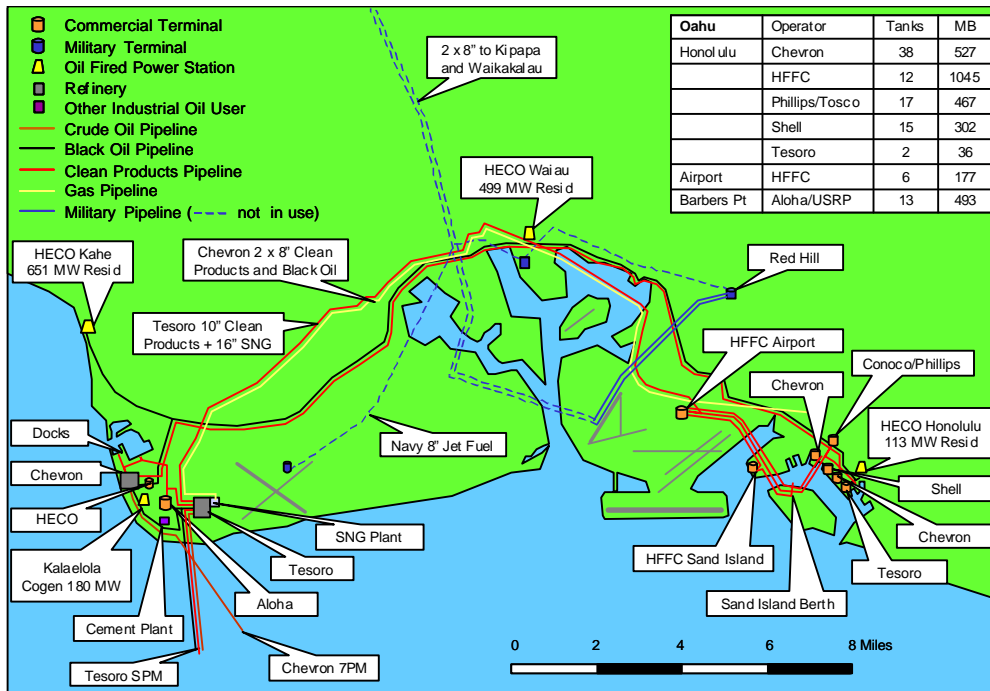 Commercial Terminal
Military Terminal
Oil Fired Power Station
Refinery
Other Industrial Oil User
Crude Oil Pipeline
Black Oil Pipeline
Clean Products Pipeline
Gas Pipeline
Military Pipeline (---- not in use)
2 x 8” to Kipapa
and Waikakalau
Oahu Operator Tanks MB
Honolulu Chevron 38 527
HFFC 12 1045
Phillips/Tosco 17 467
Shell 15 302
Tesoro 2 36
Airport HFFC 6 177
Barbers Pt Aloha/USRP 13 493
HECO Waiau
499 MW Resid
HECO Kahe
651 MW Resid
Chevron 2 x 8” Clean
Products and Black Oil
Red Hill
Tesoro 10” Clean
Products + 16” SNG
HFFC Airport
Conoco/Phillips
Chevron
HECO Honolulu
113 MW Resid
Docks
Navy 8” Jet Fuel
Chevron
Shell
HECO
SNG Plant
Chevron
Kalaelola
Cogen 180 MW
Tesoro
HFFC Sand Island
Tesoro
Aloha
Sand Island Berth
Cement Plant
Tesoro SPM
Chevron 7PM
0 2 4 6 8 Miles